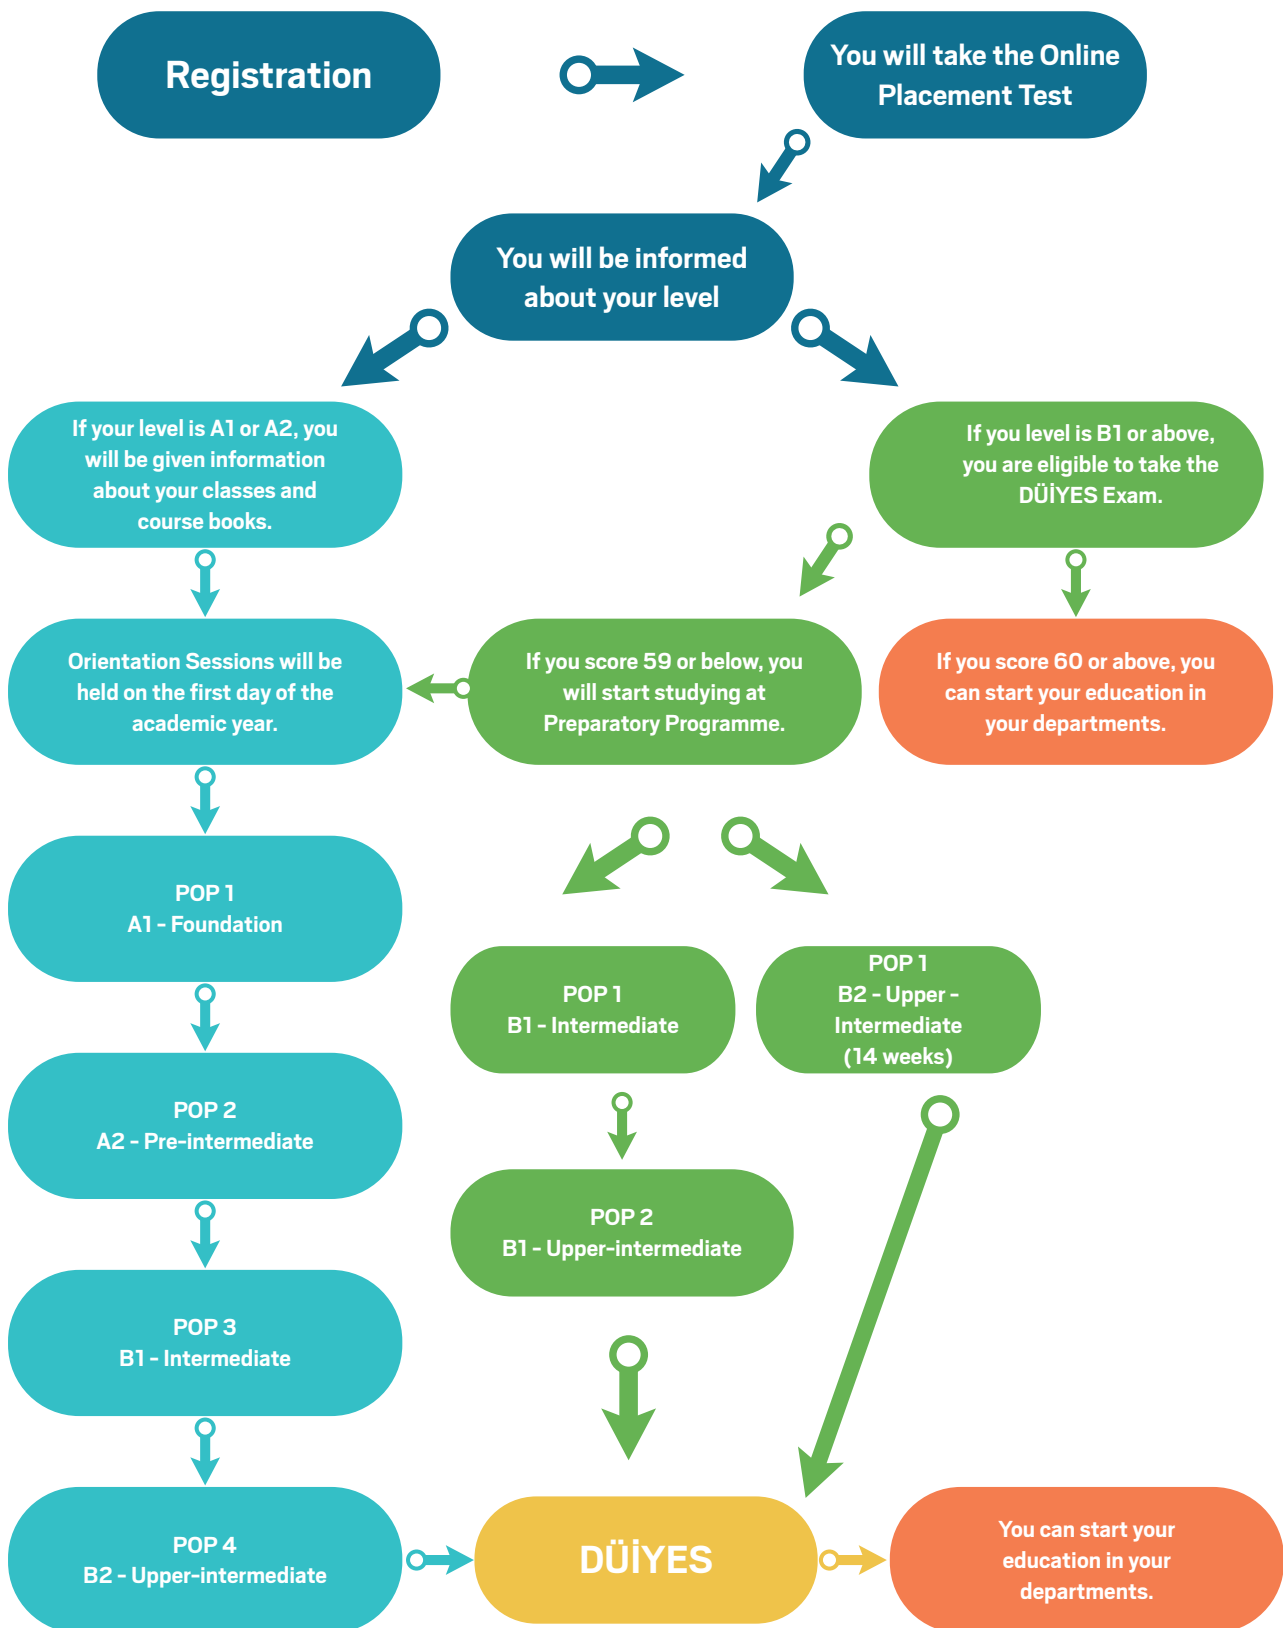 Registration
You will take the Online
Placement Test
You will be informed
about your level
If your level is A1 or A2, you
will be given information
about your classes and
course books.
If you level is B1 or above,
you are eligible to take the
DÜİYES Exam.
Orientation Sessions will be
held on the first day of the
academic year.
If you score 59 or below, you
will start studying at
Preparatory Programme.
If you score 60 or above, you
can start your education in
your departments.
POP 1
A1 - Foundation
POP 1
B1 - Intermediate
POP 1
B2 - Upper -
Intermediate
(14 weeks)
POP 2
A2 - Pre-intermediate
POP 2
B1 - Upper-intermediate
POP 3
B1 - Intermediate
POP 4
B2 - Upper-intermediate
DÜİYES
You can start your
education in your
departments.